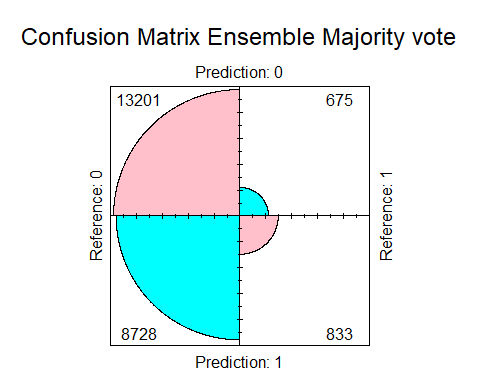 Confusion Matrix Ensemble Majority vote
Prediction: 0
13201
675
Reference: 0
Reference: 1
8728
833
Prediction: 1